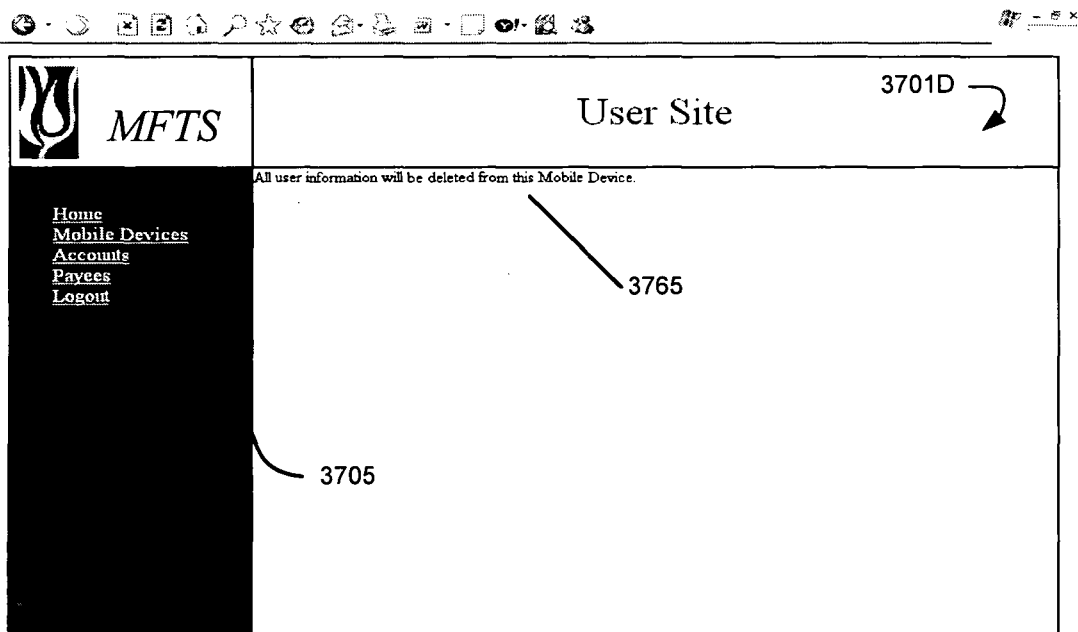 MFTS
User Site
3701D
All user information will be deleted from this Mobile Device.
Home
Mobile Devices
Accounts
Payees
Logout
3765
3705